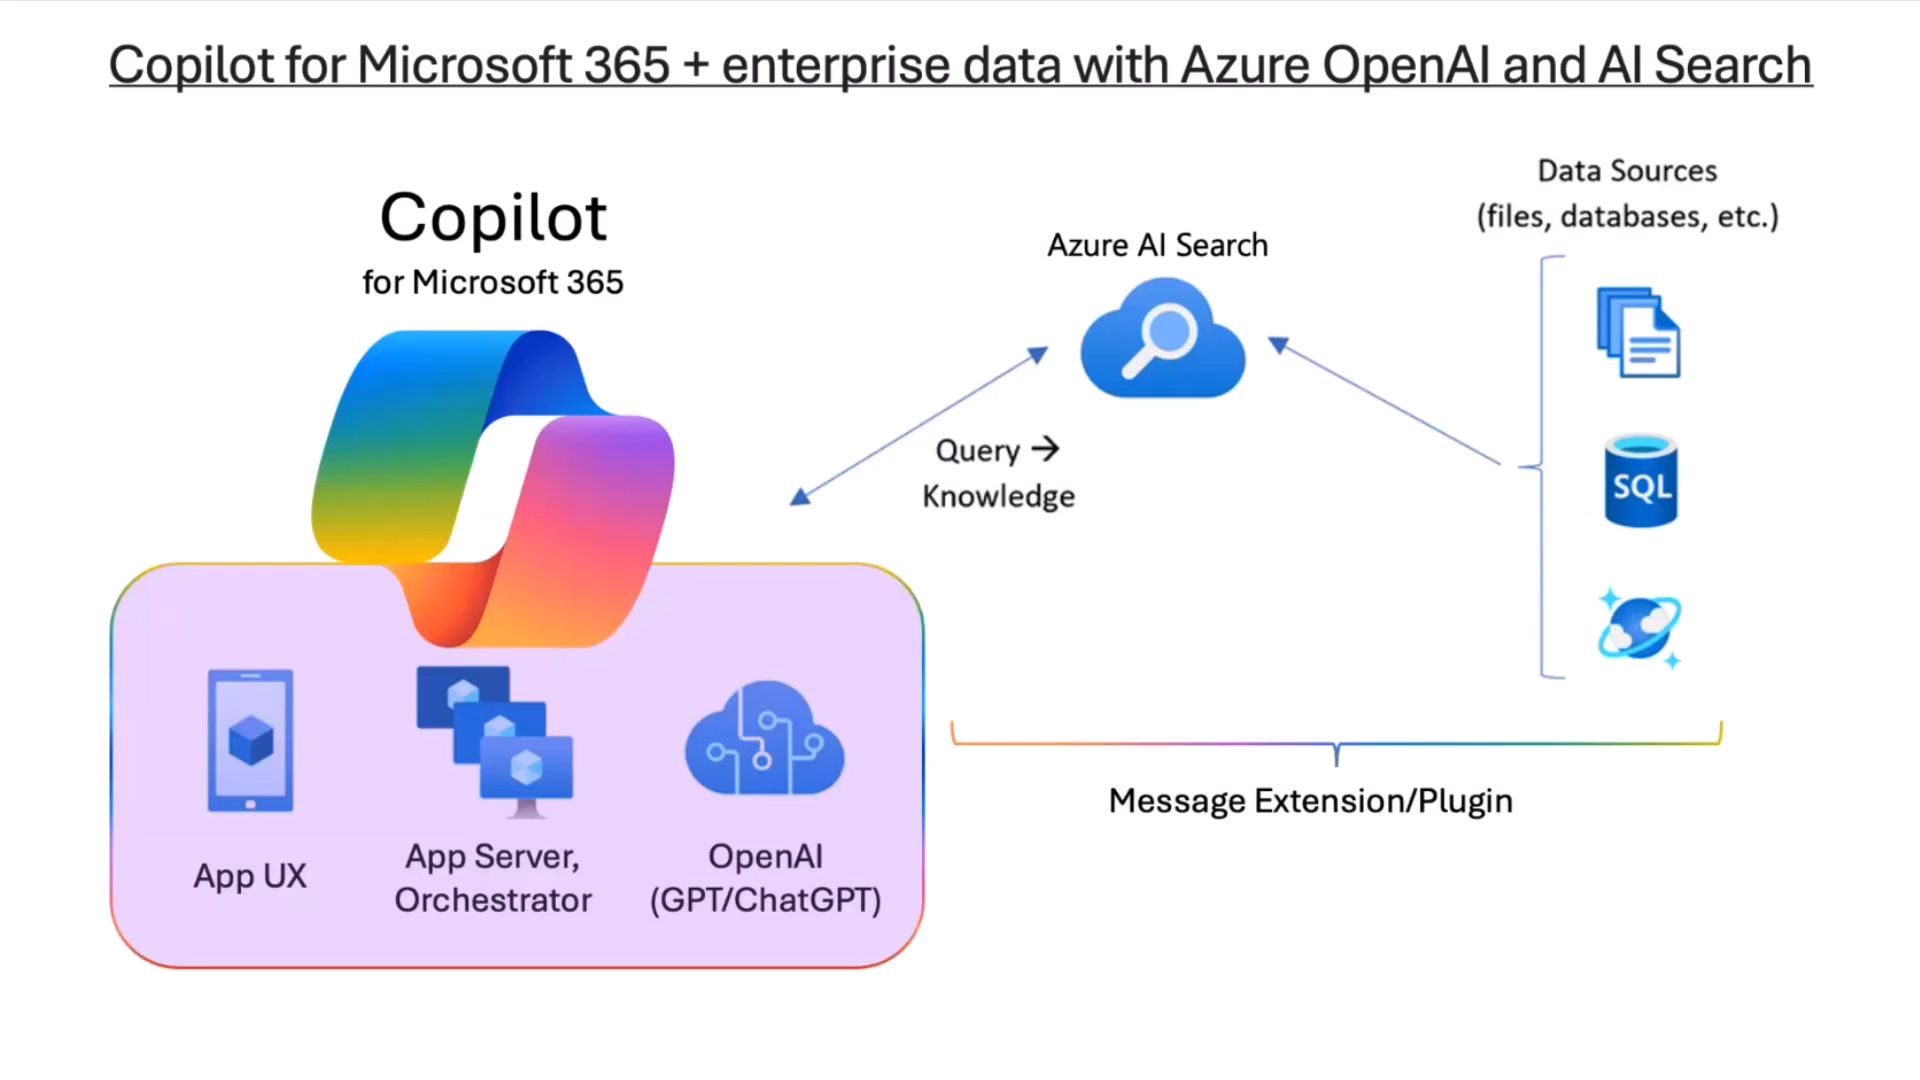 Copilot for Microsoft 365 + enterprise data with Azure OpenAI and AI Search
Copilot
for Microsoft 365
Azure AI Search
Data Sources
(files, databases, etc.)
Query →
Knowledge
SQL
App UX
App Server,
Orchestrator
OpenAI
(GPT/ChatGPT)
Message Extension/Plugin